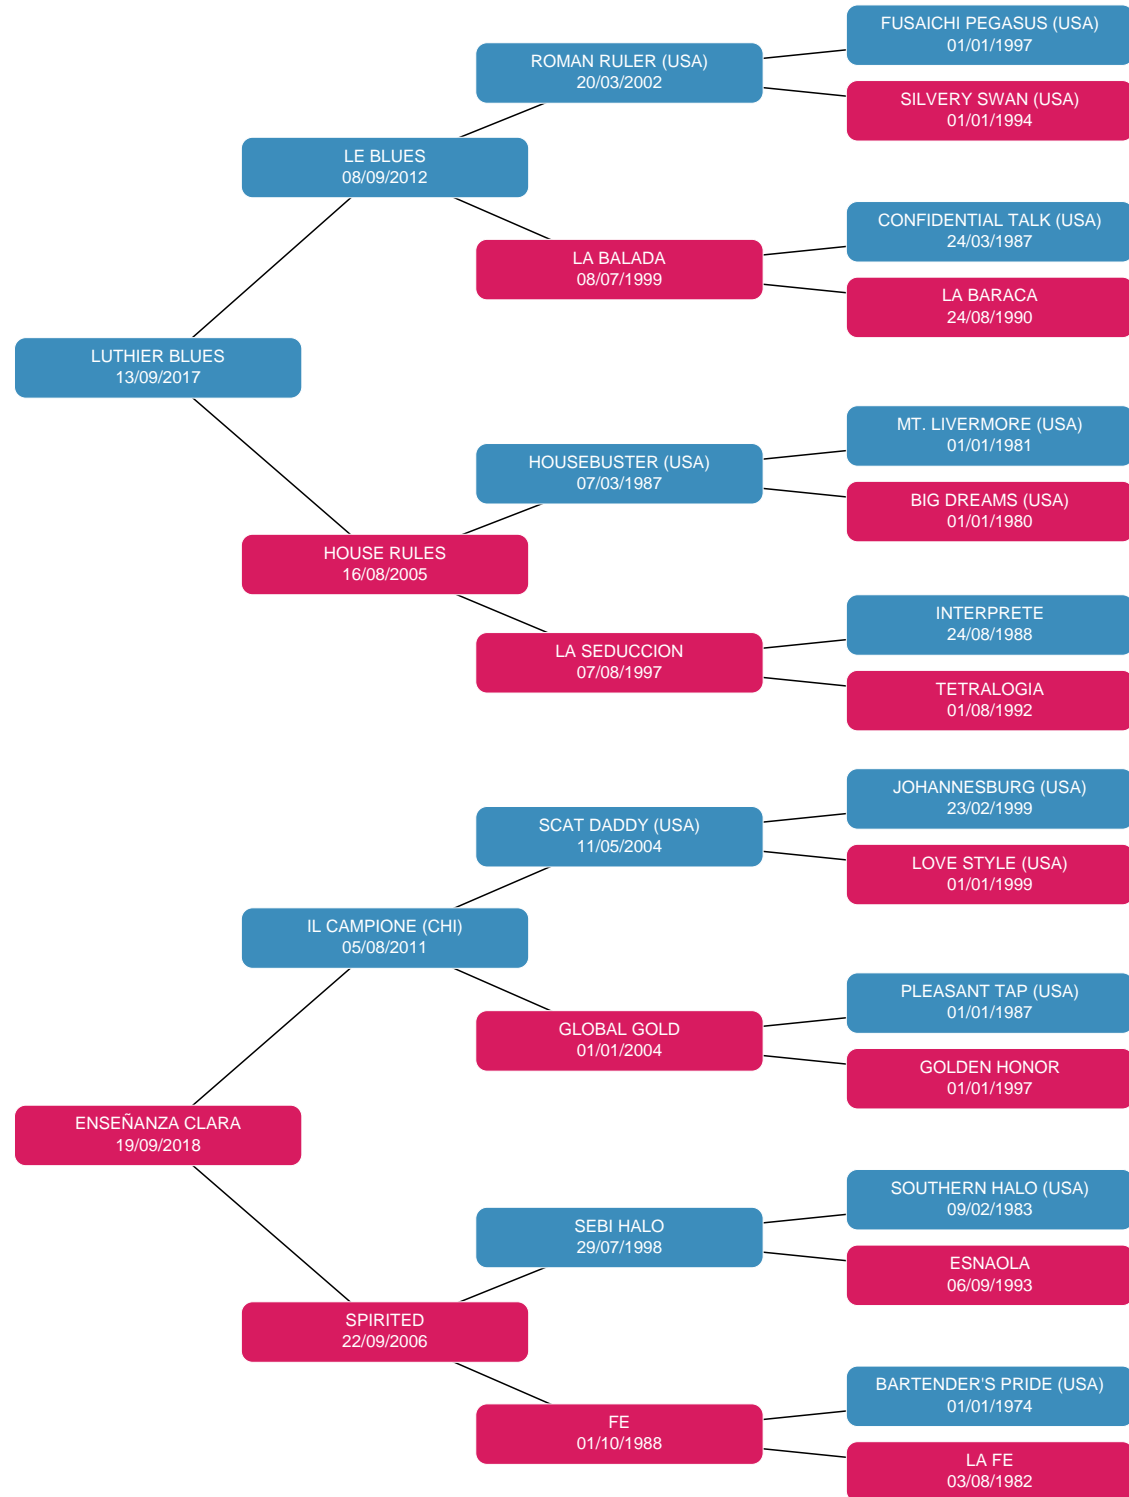 FUSAICHI PEGASUS (USA)
01/01/1997
ROMAN RULER (USA)
20/03/2002
SILVERY SWAN (USA)
01/01/1994
LE BLUES
08/09/2012
CONFIDENTIAL TALK (USA)
24/03/1987
LA BALADA
08/07/1999
LA BARACA
24/08/1990
LUTHIER BLUES
13/09/2017
MT. LIVERMORE (USA)
01/01/1981
HOUSEBUSTER (USA)
07/03/1987
BIG DREAMS (USA)
01/01/1980
HOUSE RULES
16/08/2005
INTERPRETE
24/08/1988
LA SEDUCCION
07/08/1997
TETRALOGIA
01/08/1992
JOHANNESBURG (USA)
23/02/1999
SCAT DADDY (USA)
11/05/2004
LOVE STYLE (USA)
01/01/1999
IL CAMPIONE (CHI)
05/08/2011
PLEASANT TAP (USA)
01/01/1987
GLOBAL GOLD
01/01/2004
GOLDEN HONOR
01/01/1997
ENSEÑANZA CLARA
19/09/2018
SOUTHERN HALO (USA)
09/02/1983
SEBI HALO
29/07/1998
ESNAOLA
06/09/1993
SPIRITED
22/09/2006
BARTENDER'S PRIDE (USA)
01/01/1974
FE
01/10/1988
LA FE
03/08/1982